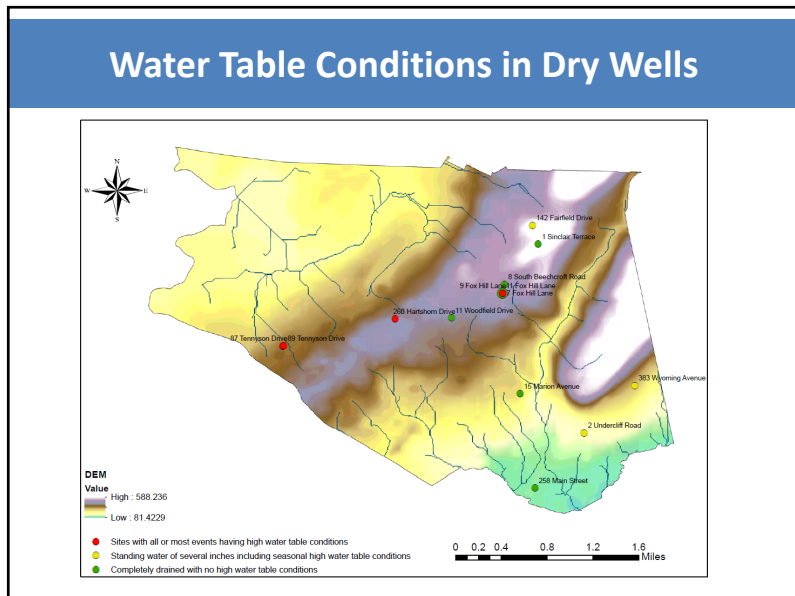 Water Table Conditions in Dry Wells
N
W E
S
142 Fairfield Drive
1 Sinclair Terrace
8 South Beechcroft Road
9 Fox Hill Lane 11 Fox Hill Lane
7 Fox Hill Lane
260 Hartshorn Drive 11 Woodfield Drive
87 Tennyson Drive 89 Tennyson Drive
383 Wyoming Avenue
15 Marion Avenue
2 Undercliff Road
258 Main Street
DEM
Value
High : 588.236
Low : 81.4229
Sites with all or most events having high water table conditions
Standing water of several inches including seasonal high water table conditions
Completely drained with no high water table conditions
0 0.2 0.4 0.8 1.2 1.6
Miles